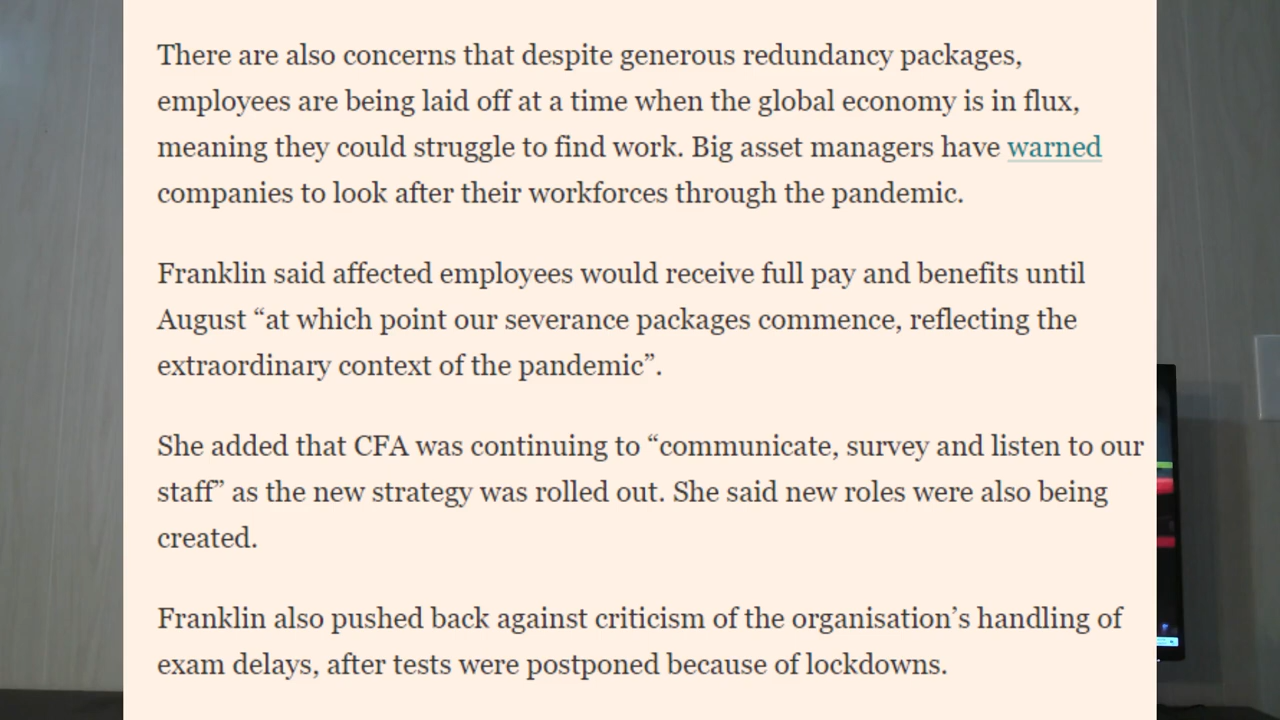 There are also concerns that despite generous redundancy packages,
employees are being laid off at a time when the global economy is in flux,
meaning they could struggle to find work. Big asset managers have warned
companies to look after their workforces through the pandemic.
Franklin said affected employees would receive full pay and benefits until
August “at which point our severance packages commence, reflecting the
extraordinary context of the pandemic”.
She added that CFA was continuing to “communicate, survey and listen to our
staff” as the new strategy was rolled out. She said new roles were also being
created.
Franklin also pushed back against criticism of the organisation’s handling of
exam delays, after tests were postponed because of lockdowns.